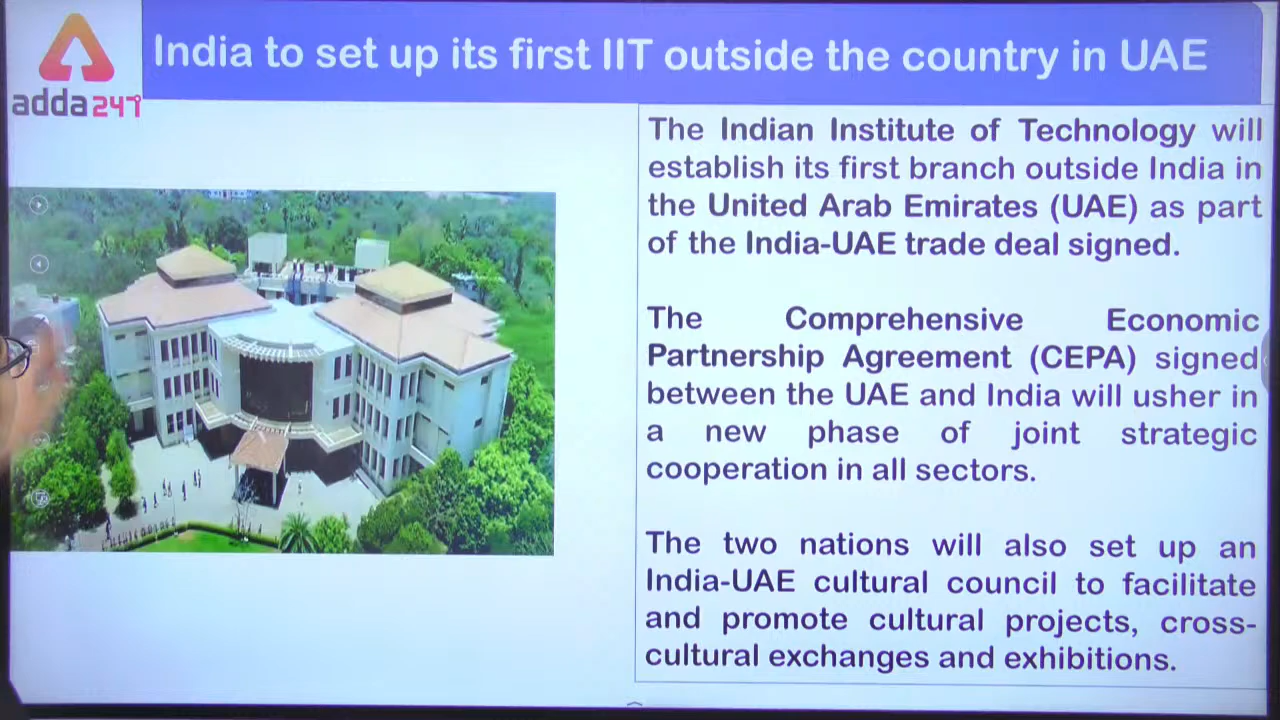 India to set up its first IIT outside the country in UAE
adda247
The Indian Institute of Technology will
establish its first branch outside India in
the United Arab Emirates (UAE) as part
of the India-UAE trade deal signed.
The Comprehensive Economic
Partnership Agreement (CEPA) signed
between the UAE and India will usher in
a new phase of joint strategic
cooperation in all sectors.
The two nations will also set up an
India-UAE cultural council to facilitate
and promote cultural projects, cross-
cultural exchanges and exhibitions.